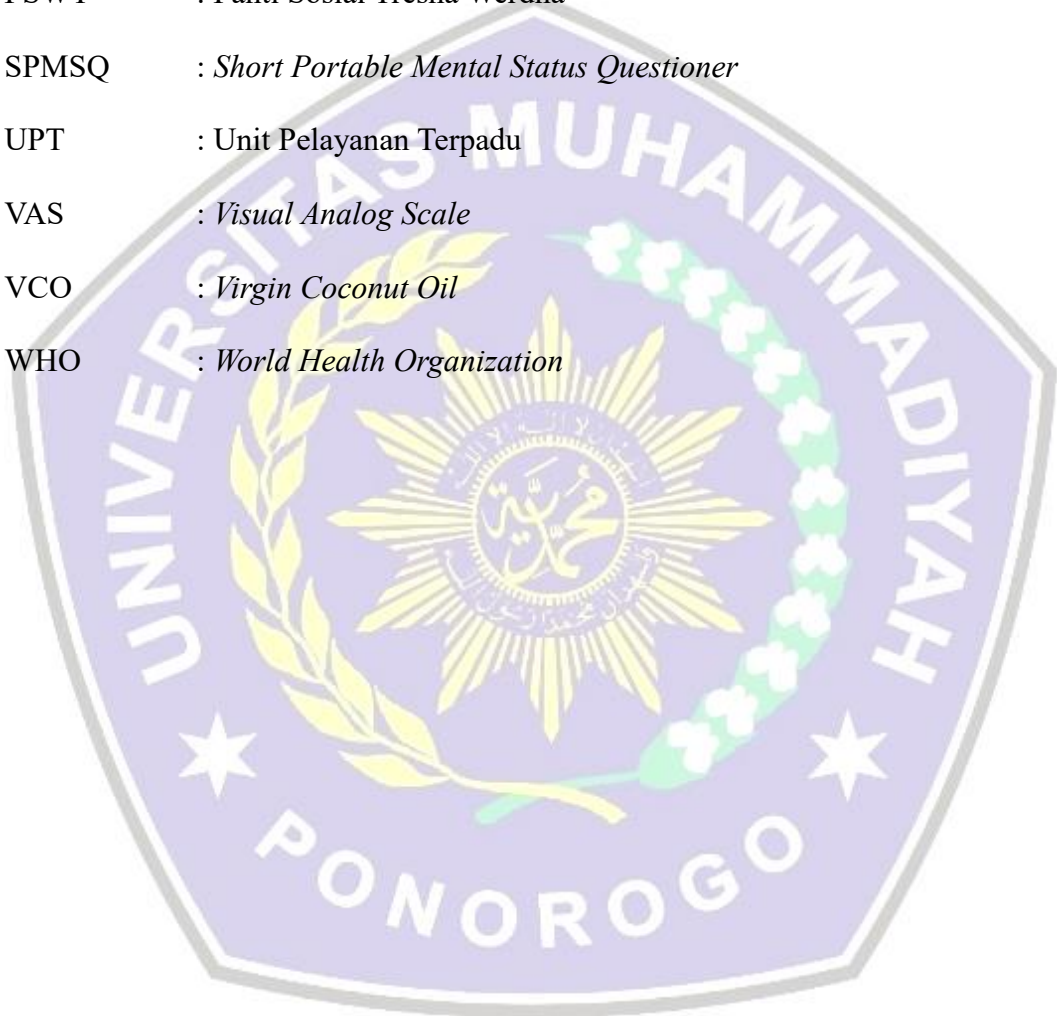 : Panti Sosial Tresna Werdha
SPMSQ : Short Portable Mental Status Questioner
UPT : Unit Pelayanan Terpadu
VAS : Visual Analog Scale
VCO : Virgin Coconut Oil
WHO : World Health Organization
UNIVERSITAS MUHAMMADIYAH
محمدية
PONOROGO